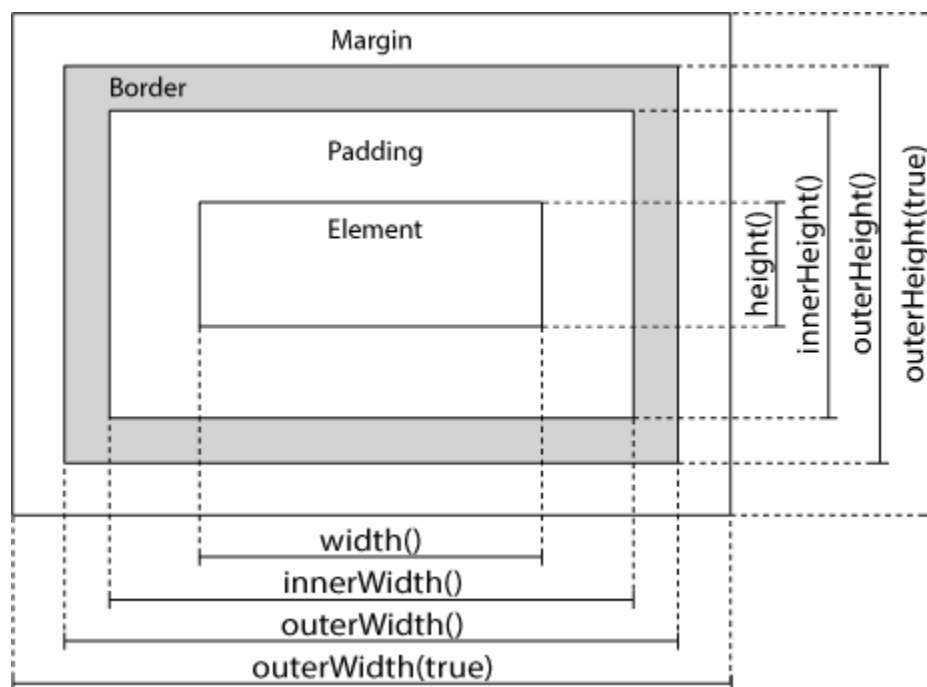 Margin
Border
Padding
Element
height()
innerHeight()
outerHeight()
outerHeight(true)
width()
innerWidth()
outerWidth()
outerWidth(true)